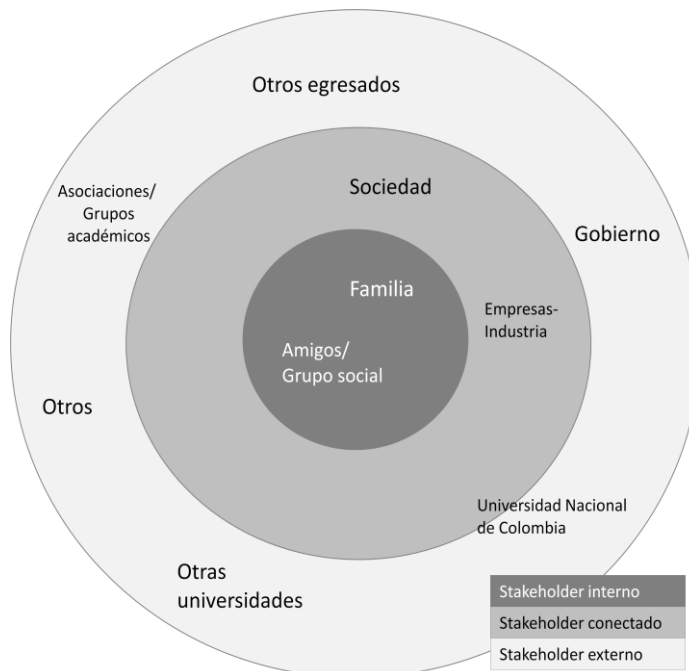 Otros egresados
Asociaciones/
Grupos
académicos
Sociedad
Gobierno
Familia
Empresas-
Industria
Amigos/
Grupo social
Otros
Universidad Nacional
de Colombia
Otras
universidades
Stakeholder interno
Stakeholder conectado
Stakeholder externo